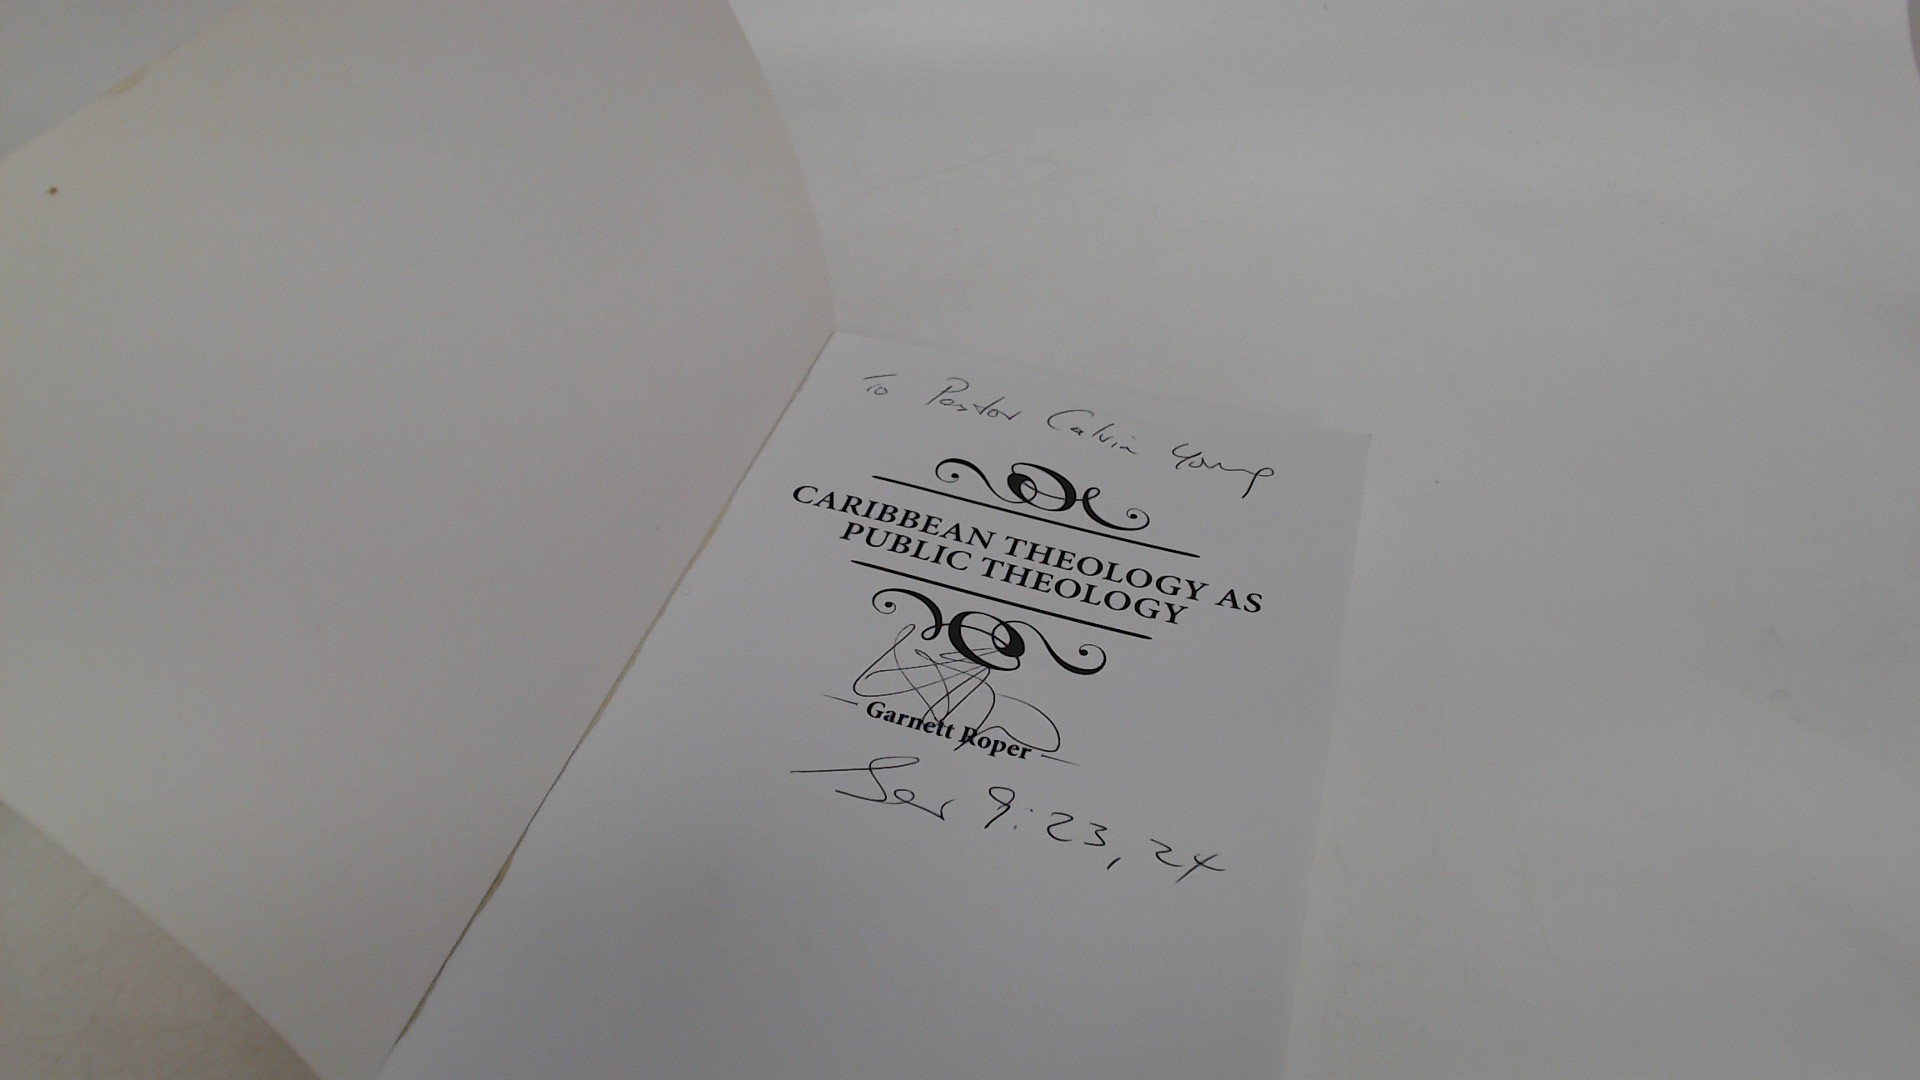 To Pastor Calvin Young
CARIBBEAN THEOLOGY AS
PUBLIC THEOLOGY
Garnett Roper
Jer 9:23, 24